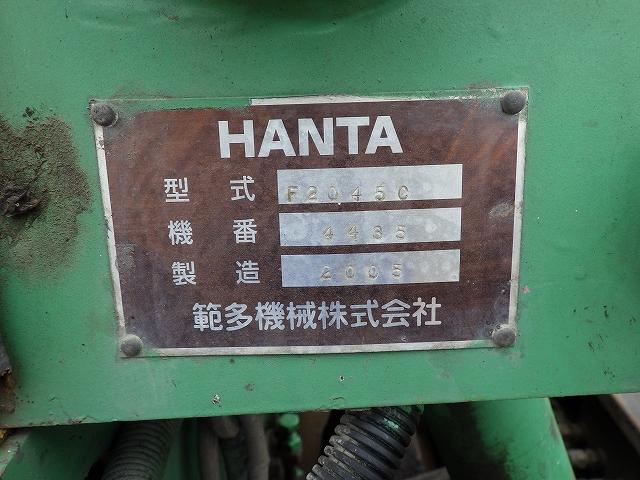 HANTA
型式 F2045C
機番 4435
製造 2005
範多機械株式会社